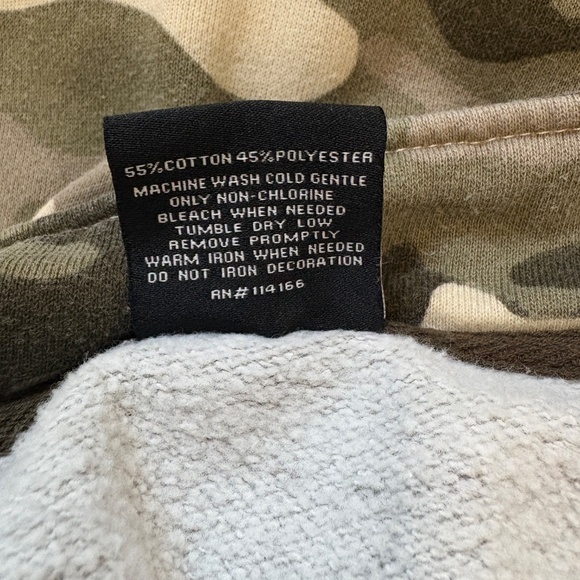 55% COTTON 45% POLYESTER
MACHINE WASH COLD GENTLE
ONLY NON-CHLORINE
BLEACH WHEN NEEDED
TUMBLE DRY LOW
REMOVE PROMPTLY
WARM IRON WHEN NEEDED
DO NOT IRON DECORATION
RN# 114166